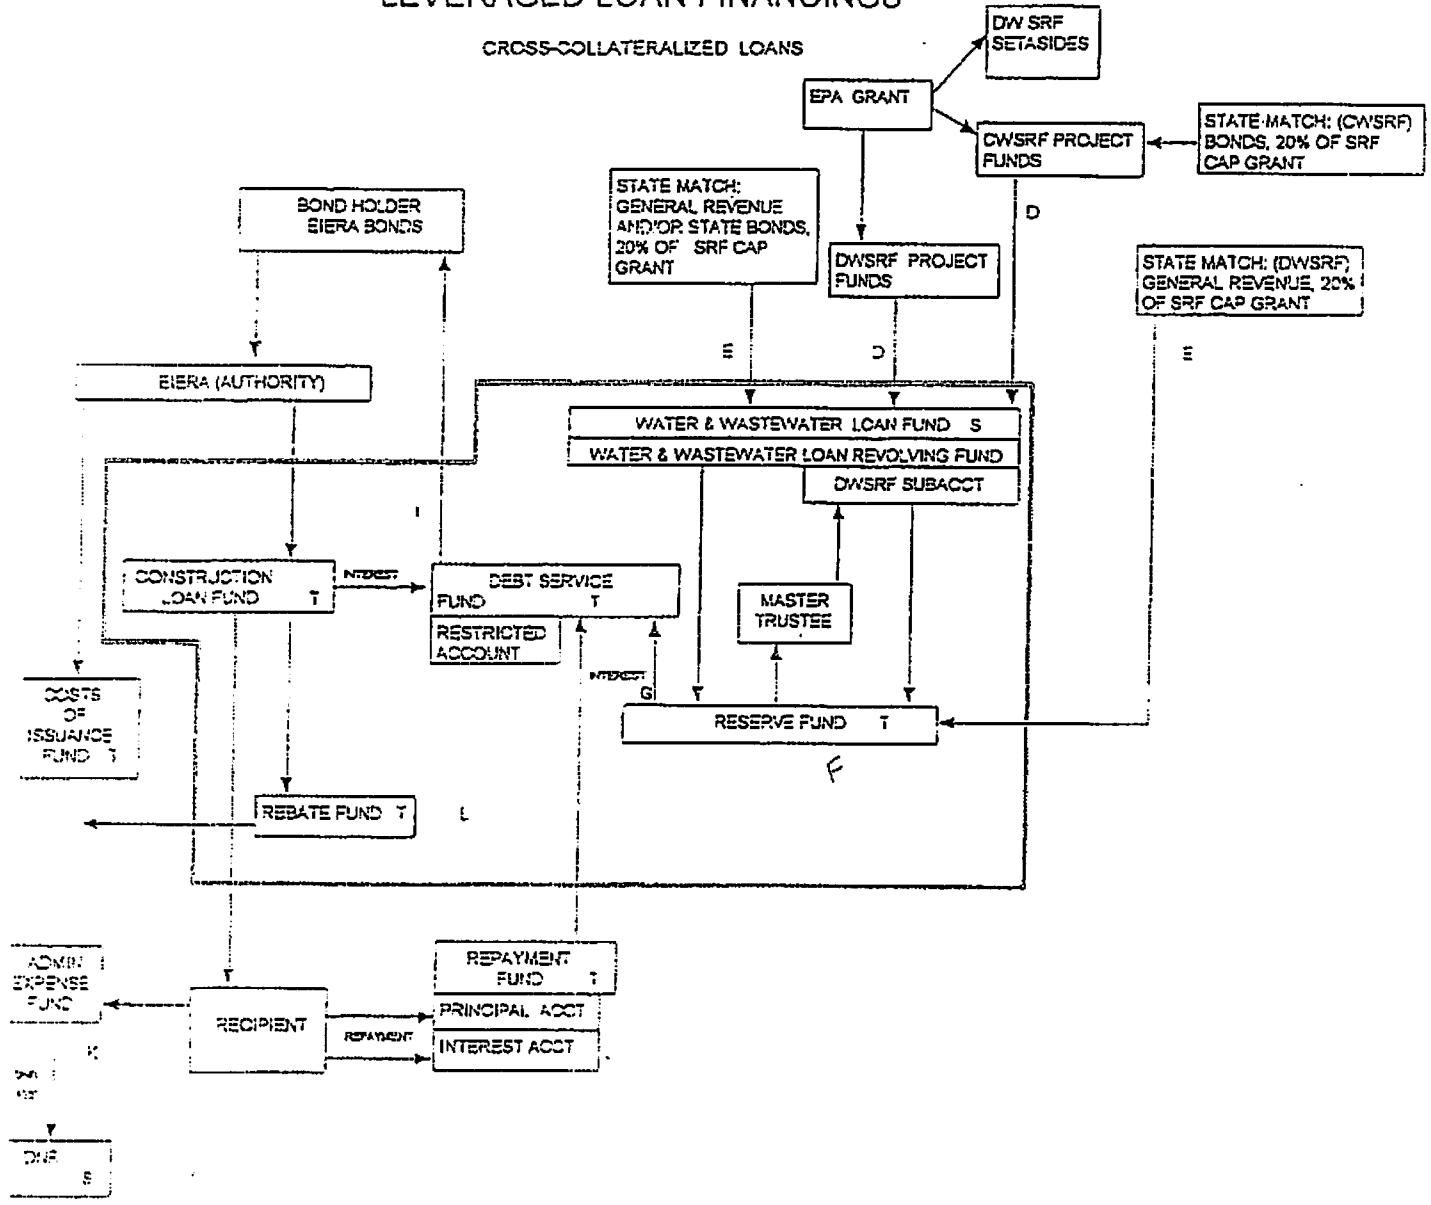 LEVERAGED LOAN FINANCINGS
CROSS-COLLATERALIZED LOANS
DW SRF
SETASIDES
EPA GRANT
CWSRF PROJECT
FUNDS
STATE MATCH: (CWSRF)
BONDS, 20% OF SRF
CAP GRANT
STATE MATCH:
GENERAL REVENUE
AND/OR STATE BONDS,
20% OF SRF CAP
GRANT
BOND HOLDER
EIERA BONDS
D
DWSRF PROJECT
FUNDS
STATE MATCH: (DWSRF)
GENERAL REVENUE, 20%
OF SRF CAP GRANT
E
D
E
EIERA (AUTHORITY)
WATER & WASTEWATER LOAN FUND S
WATER & WASTEWATER LOAN REVOLVING FUND
DWSRF SUBACCT
I
CONSTRUCTION
LOAN FUND T
INTEREST
DEBT SERVICE
FUND T
RESTRICTED
ACCOUNT
MASTER
TRUSTEE
INTEREST
G
COSTS
OF
ISSUANCE
FUND T
RESERVE FUND T
F
REBATE FUND T
L
ADMIN
EXPENSE
FUND
REPAYMENT
FUND T
RECIPIENT
REPAYMENT
PRINCIPAL ACCT
INTEREST ACCT
K
DNR
S